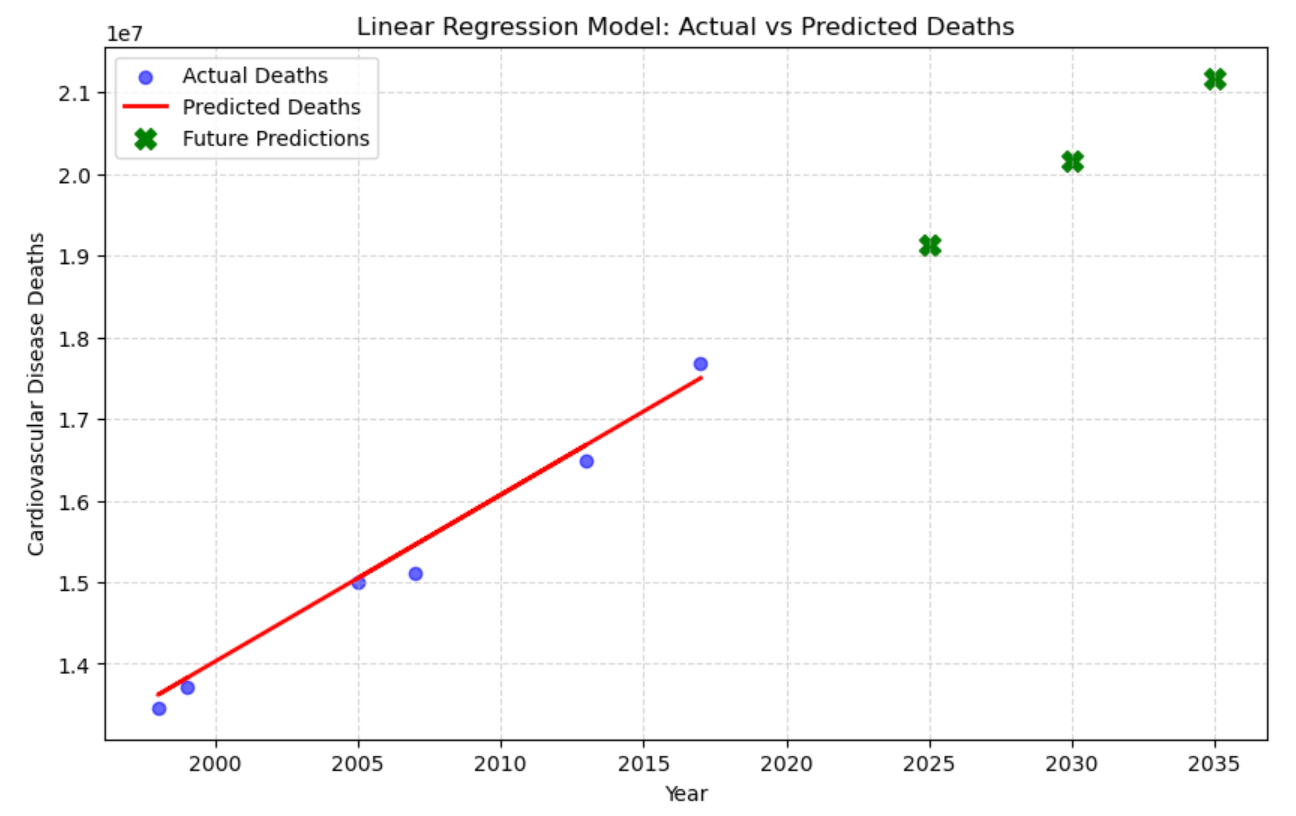 Linear Regression Model: Actual vs Predicted Deaths
1e7
Actual Deaths
Predicted Deaths
Future Predictions
2.1
2.0
1.9
1.8
1.7
1.6
1.5
1.4
Cardiovascular Disease Deaths
2000 2005 2010 2015 2020 2025 2030 2035
Year